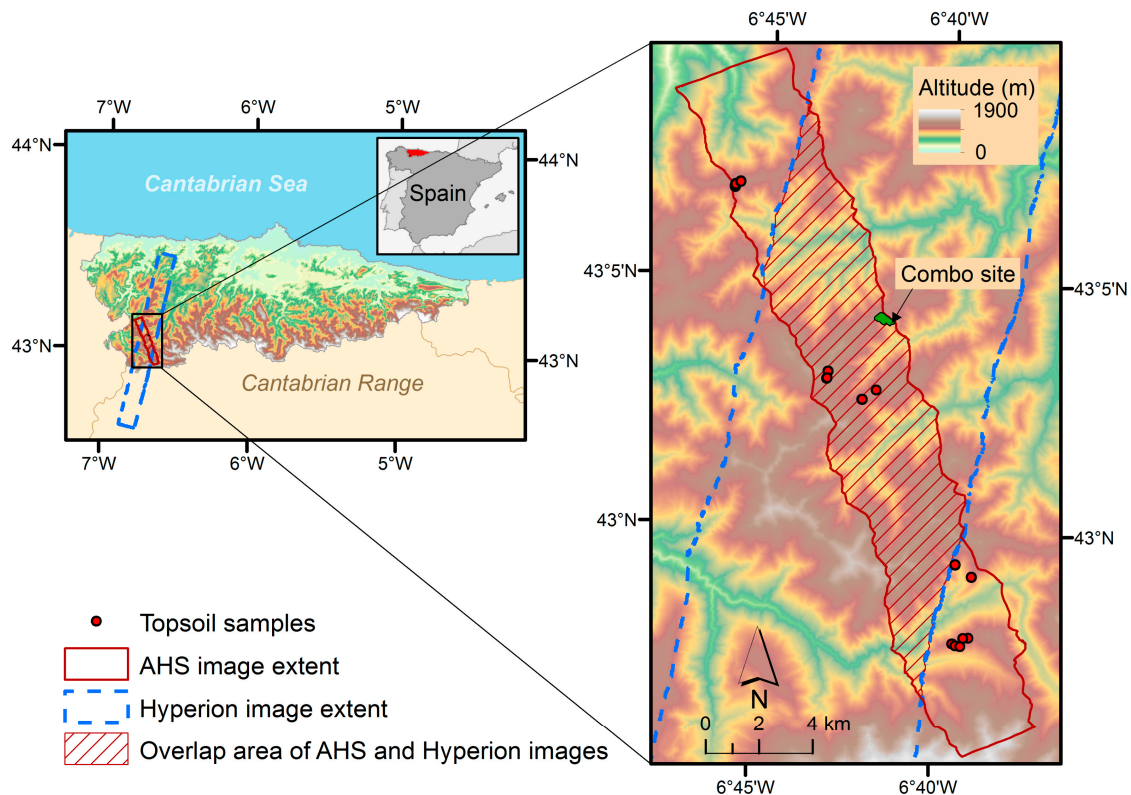 6°45'W
6°40'W
Altitude (m)
1900
0
7°W
6°W
5°W
44°N
44°N
Cantabrian Sea
Spain
43°5'N
Combo site
43°5'N
43°N
43°N
Cantabrian Range
7°W
6°W
5°W
43°N
43°N
Topsoil samples
AHS image extent
Hyperion image extent
Overlap area of AHS and Hyperion images
N
0 2 4 km
6°45'W
6°40'W